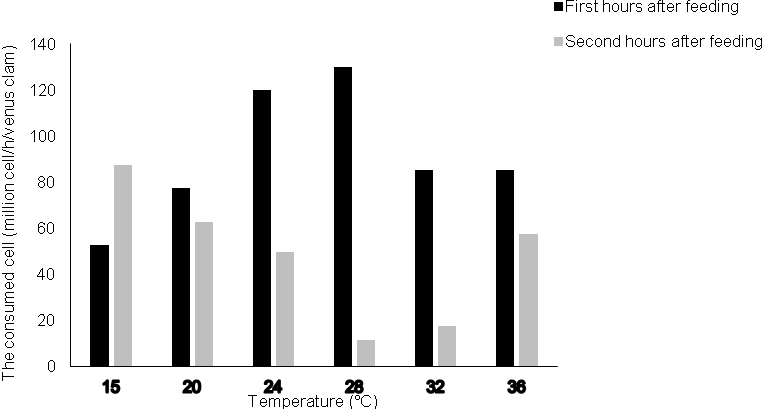 First hours after feeding
Second hours after feeding
The consumed cell (million cell/h/venus clam)
140
120
100
80
60
40
20
0
15 20 24 28 32 36
Temperature (°C)